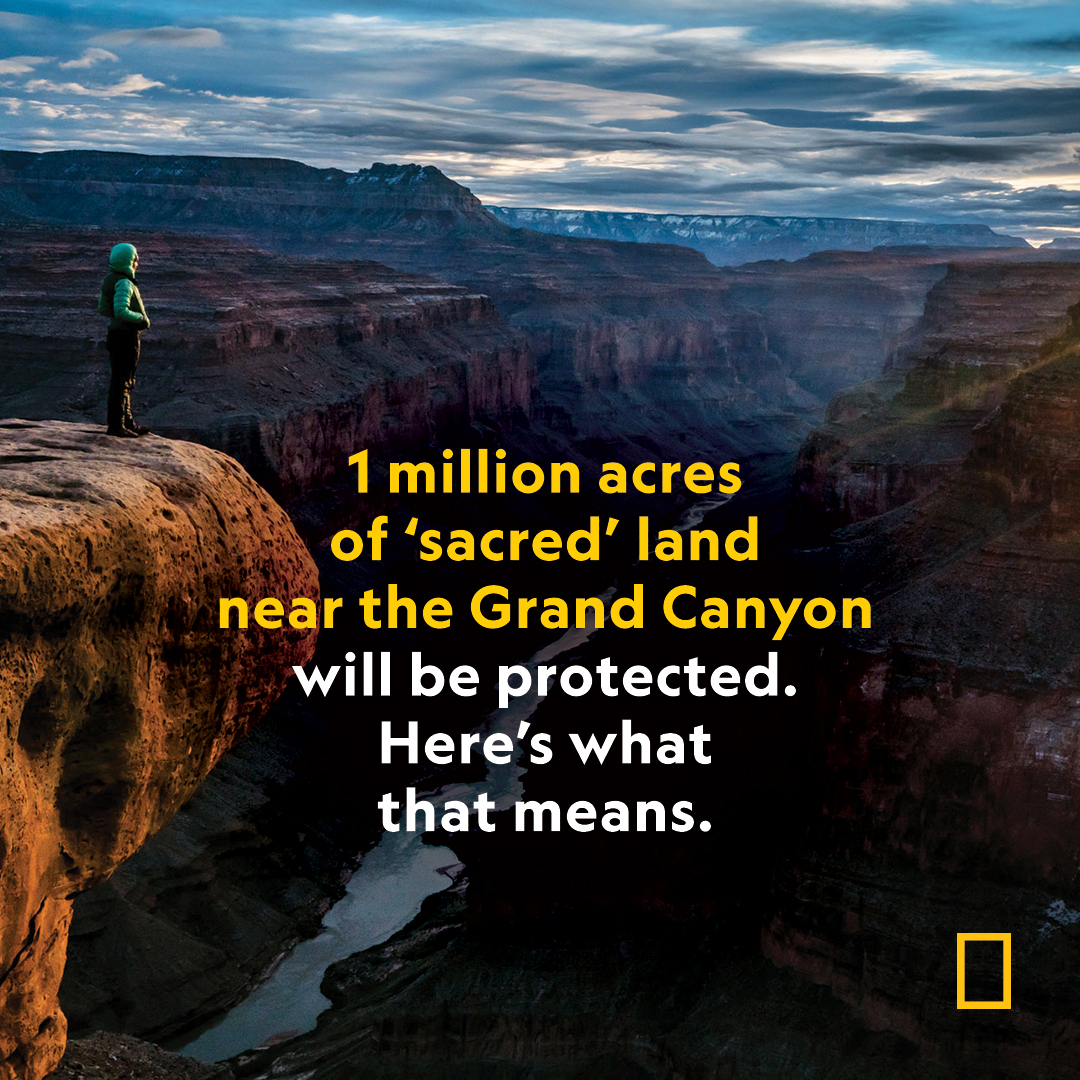 1 million acres
of ‘sacred’ land
near the Grand Canyon
will be protected.
Here’s what
that means.